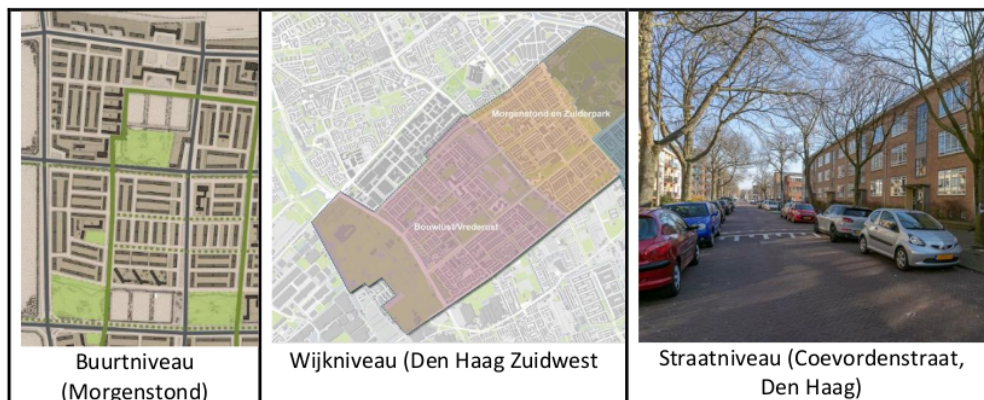 Morgenstond en Zuiderpark
Bouwlust/Vrederust
Buurtniveau
(Morgenstond)
Wijkniveau (Den Haag Zuidwest
Straatniveau (Coevordenstraat,
Den Haag)